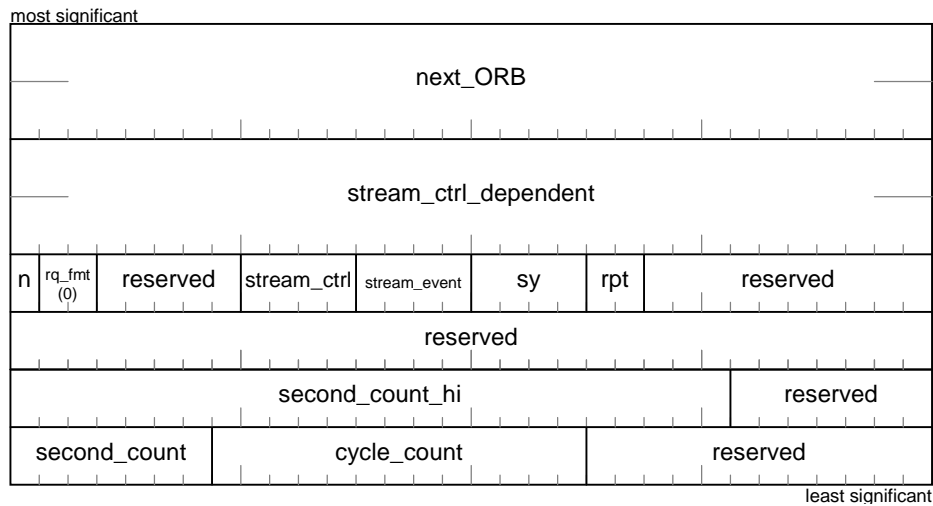 most significant
next_ORB
stream_ctrl_dependent
n rq_fmt (0) reserved stream_ctrl stream_event sy rpt reserved
reserved
second_count_hi reserved
second_count cycle_count reserved
least significant